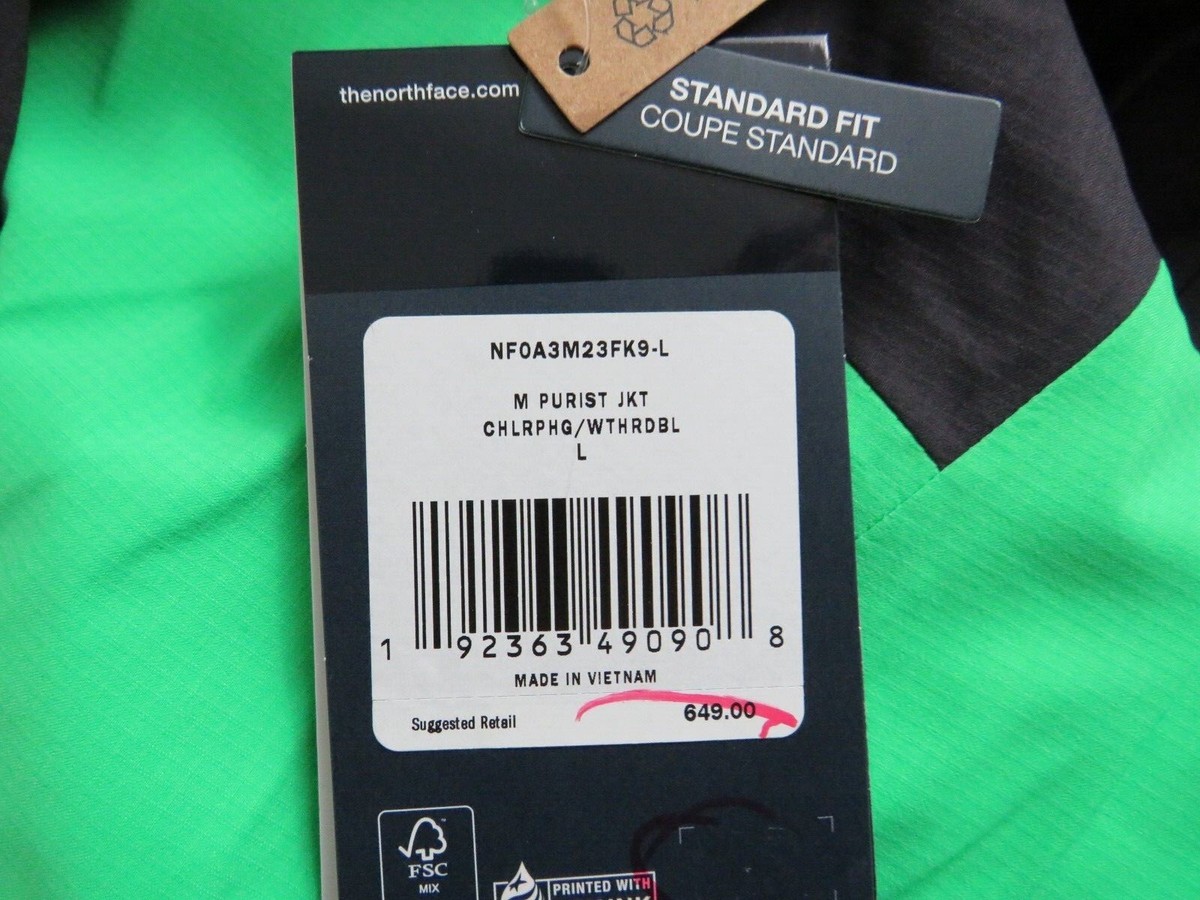 thenorthface.com
STANDARD FIT
COUPE STANDARD
NF0A3M23FK9-L
M PURIST JKT
CHLRPHG/WTHRDBL
L
1 92363 49090 8
MADE IN VIETNAM
Suggested Retail 649.00
FSC
MIX
PRINTED WITH